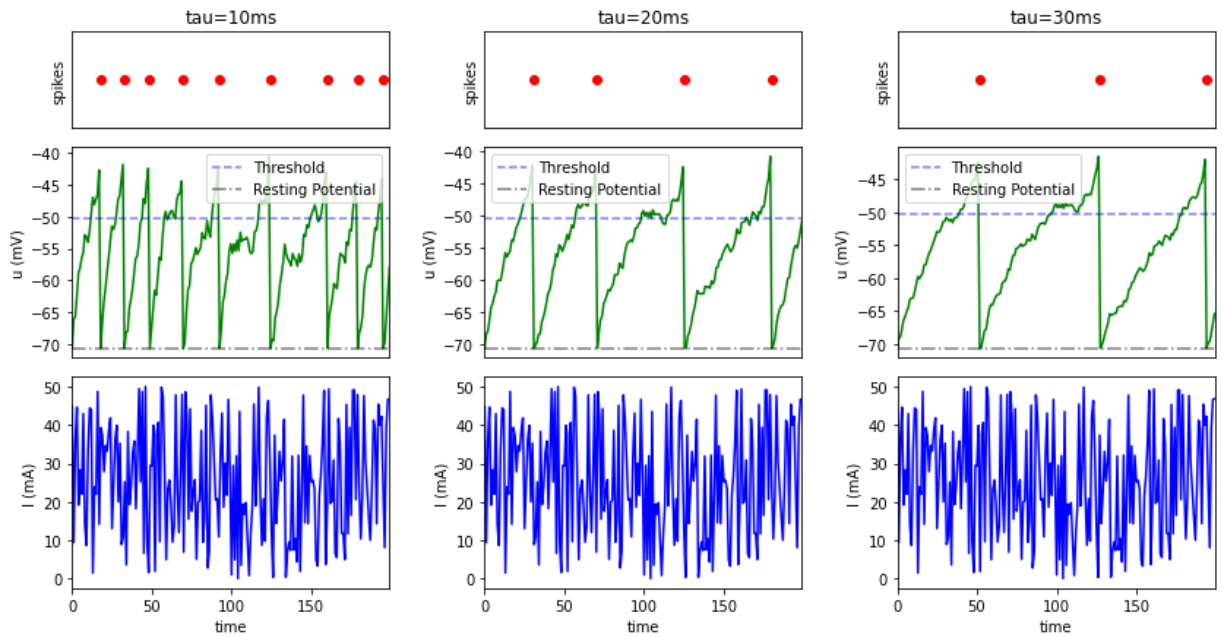 tau=10ms
tau=20ms
tau=30ms
spikes
spikes
spikes
−40
−45
−50
−55
−60
−65
−70
u (mV)
Threshold
Resting Potential
−40
−45
−50
−55
−60
−65
−70
u (mV)
Threshold
Resting Potential
−45
−50
−55
−60
−65
−70
u (mV)
Threshold
Resting Potential
50
40
30
20
10
0
I (mA)
0 50 100 150
time
50
40
30
20
10
0
I (mA)
0 50 100 150
time
50
40
30
20
10
0
I (mA)
0 50 100 150
time